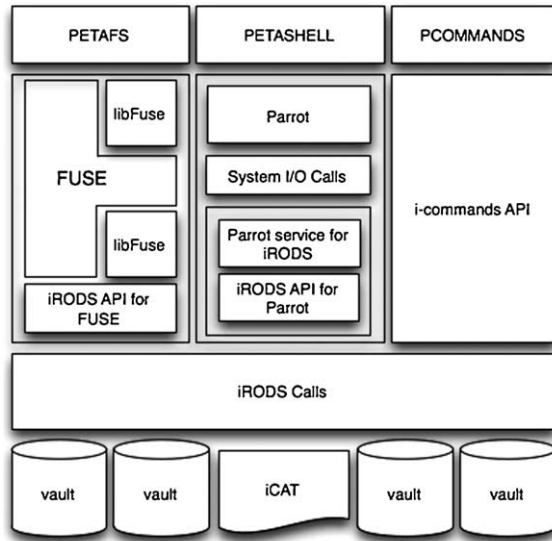 PETAFS
PETASHELL
PCOMMANDS
libFuse
FUSE
libFuse
iRODS API for
FUSE
Parrot
System I/O Calls
Parrot service for
iRODS
iRODS API for
Parrot
i-commands API
iRODS Calls
vault
vault
iCAT
vault
vault